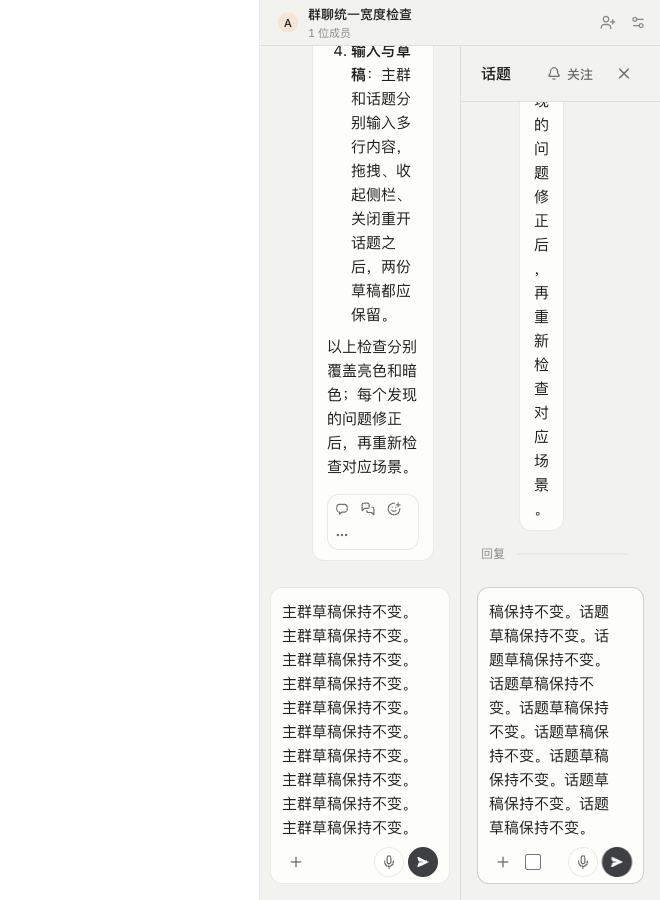 A
群聊统一宽度检查
1 位成员
4. 输入与草
稿：主群
和话题分
别输入多
行内容，
拖拽、收
起侧栏、
关闭重开
话题之
后，两份
草稿都应
保留。
以上检查分别
覆盖亮色和暗
色；每个发现
的问题修正
后，再重新检
查对应场景。
主群草稿保持不变。
主群草稿保持不变。
主群草稿保持不变。
主群草稿保持不变。
主群草稿保持不变。
主群草稿保持不变。
主群草稿保持不变。
主群草稿保持不变。
主群草稿保持不变。
主群草稿保持不变。
话题
关注
现
的
问
题
修
正
后
，
再
重
新
检
查
对
应
场
景
。
回复
稿保持不变。话题
草稿保持不变。话
题草稿保持不变。
话题草稿保持不
变。话题草稿保持
不变。话题草稿保
持不变。话题草稿
保持不变。话题草
稿保持不变。话题
草稿保持不变。